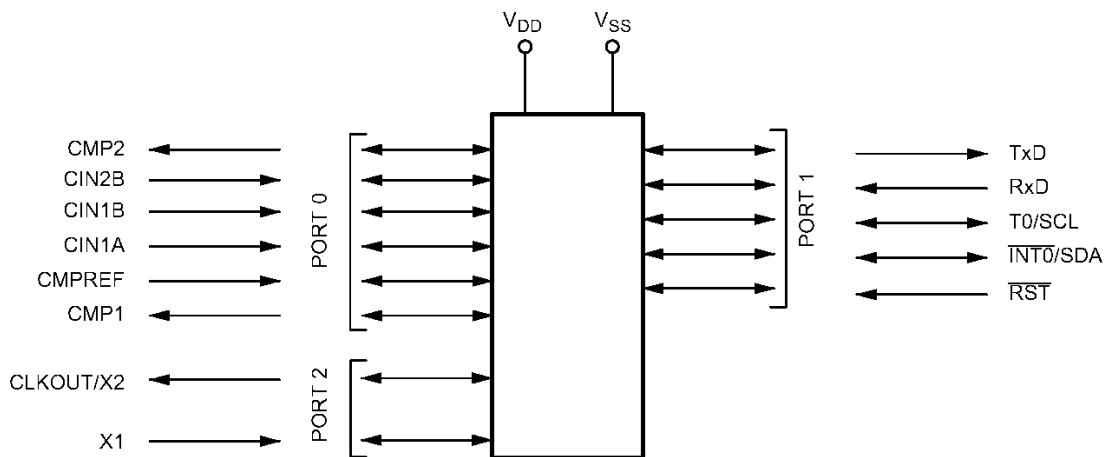 VDD VSS
CMP2
CIN2B
CIN1B
CIN1A
CMPREF
CMP1
PORT 0
CLKOUT/X2
X1
PORT 2
PORT 1
TxD
RxD
T0/SCL
INT0/SDA
RST